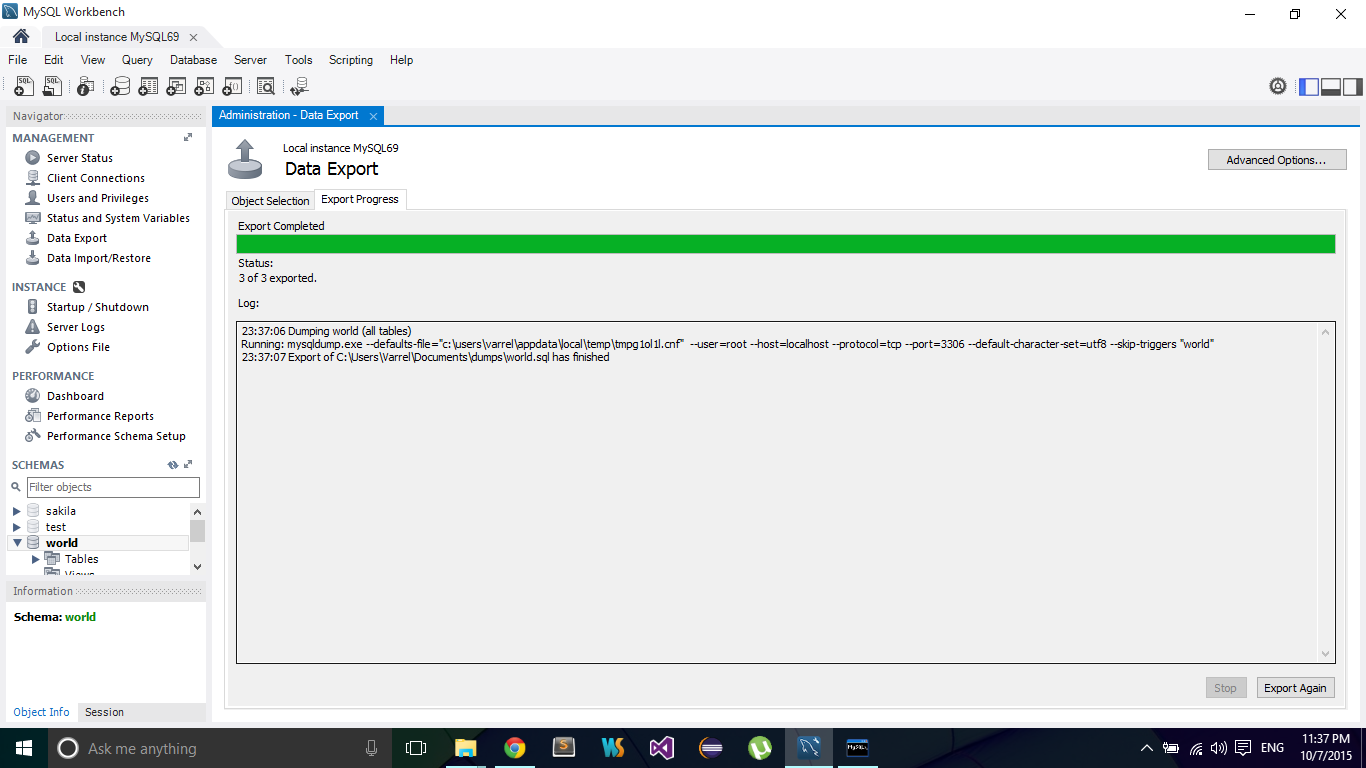 MySQL Workbench
Local instance MySQL69
File Edit View Query Database Server Tools Scripting Help
Navigator
MANAGEMENT
Server Status
Client Connections
Users and Privileges
Status and System Variables
Data Export
Data Import/Restore
INSTANCE
Startup / Shutdown
Server Logs
Options File
PERFORMANCE
Dashboard
Performance Reports
Performance Schema Setup
SCHEMAS
Filter objects
sakila
test
world
Tables
Views
Information
Schema: world
Object Info Session
Administration - Data Export
Local instance MySQL69
Data Export
Advanced Options...
Object Selection Export Progress
Export Completed
Status:
3 of 3 exported.
Log:
23:37:06 Dumping world (all tables)
Running: mysqldump.exe --defaults-file="c:\users\varrel\appdata\local\temp\tmpg1ol1l.cnf"  --user=root --host=localhost --protocol=tcp --port=3306 --default-character-set=utf8 --skip-triggers "world"
23:37:07 Export of C:\Users\Varrel\Documents\dumps\world.sql has finished
Stop Export Again
Ask me anything
ENG
11:37 PM
10/7/2015